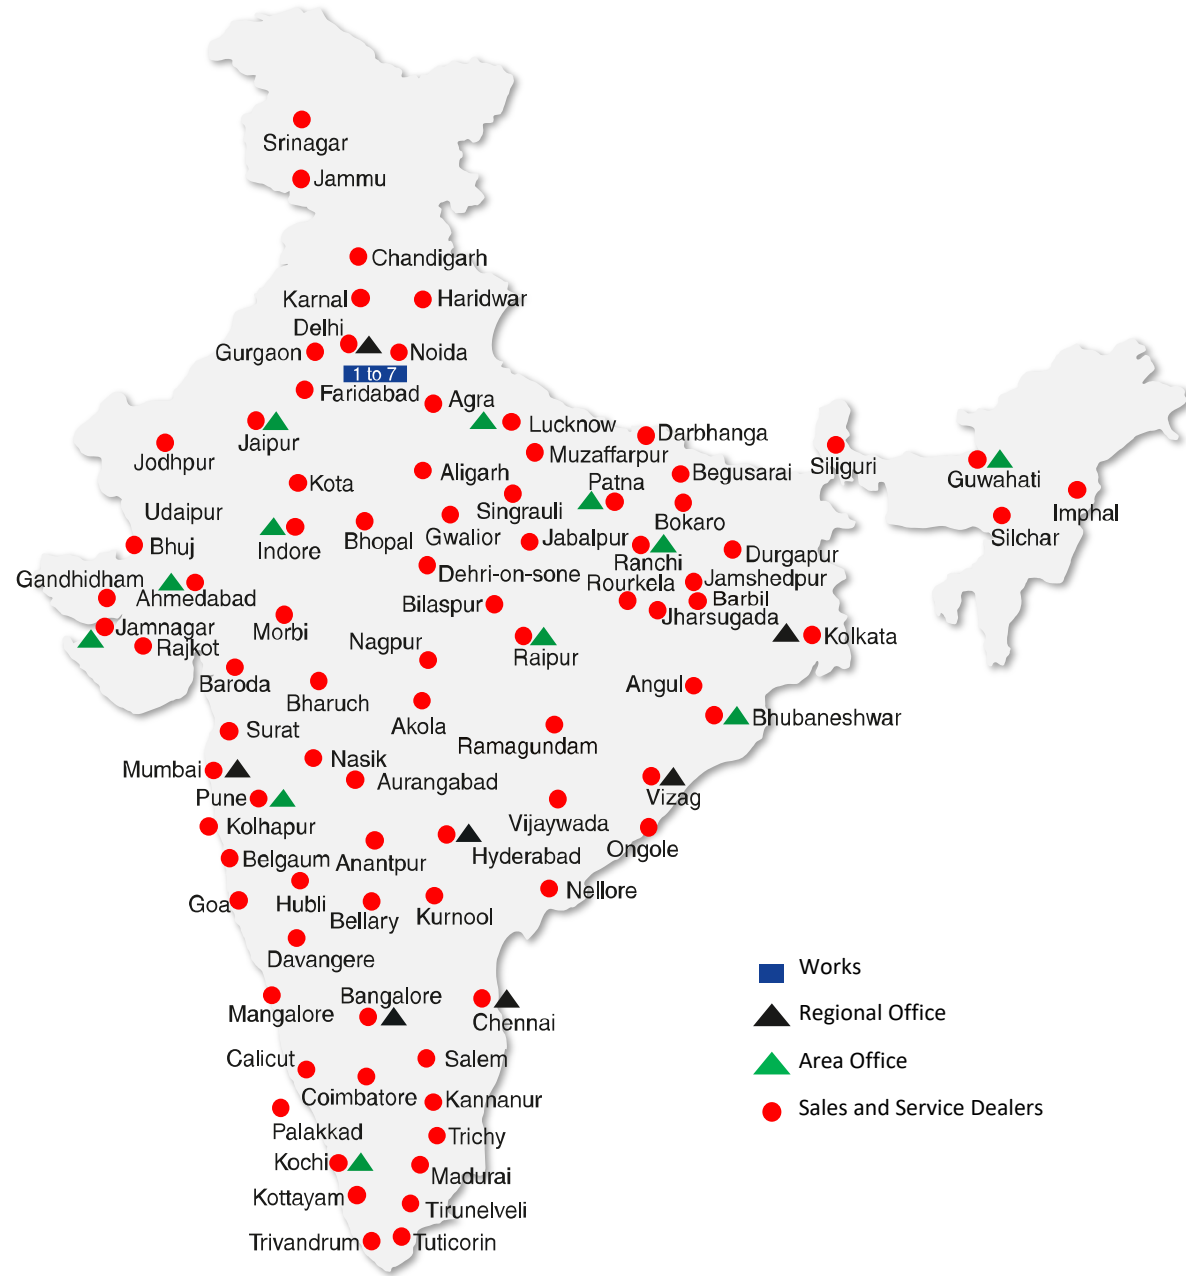 Srinagar
Jammu
Chandigarh
Karnal
Haridwar
Delhi
Gurgaon
Noida
1 to 7
Faridabad
Agra
Lucknow
Darbhanga
Jaipur
Jodhpur
Muzaffarpur
Siliguri
Guwahati
Aligarh
Patna
Begusarai
Kota
Singrauli
Imphal
Udaipur
Bokaro
Indore
Bhopal
Gwalior
Jabalpur
Silchar
Bhuj
Ranchi
Durgapur
Gandhidham
Dehri-on-sone
Rourkela
Jamshedpur
Ahmedabad
Bilaspur
Barbil
Jharsugada
Jamnagar
Morbi
Kolkata
Rajkot
Nagpur
Raipur
Baroda
Angul
Bharuch
Akola
Bhubaneshwar
Surat
Ramagundam
Nasik
Mumbai
Aurangabad
Pune
Vizag
Kolhapur
Vijaywada
Ongole
Belgaum
Anantpur
Hyderabad
Goa
Hubli
Nellore
Bellary
Kurnool
Davangere
Works
Bangalore
Mangalore
Chennai
Regional Office
Calicut
Salem
Area Office
Coimbatore
Kannanur
Sales and Service Dealers
Palakkad
Trichy
Kochi
Madurai
Kottayam
Tirunelveli
Trivandrum
Tuticorin